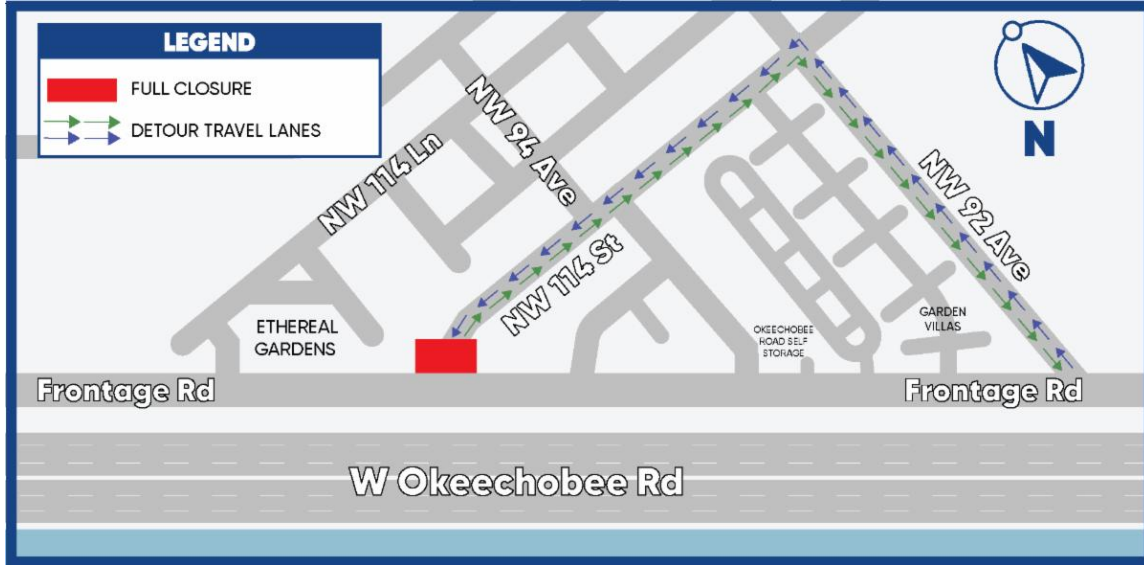 LEGEND
FULL CLOSURE
DETOUR TRAVEL LANES
N
NW 94 Ave
NW 114 Ln
NW 92 Ave
NW 114 St
ETHEREAL
GARDENS
OKEECHOBEE
ROAD SELF
STORAGE
GARDEN
VILLAS
Frontage Rd
Frontage Rd
W Okeechobee Rd